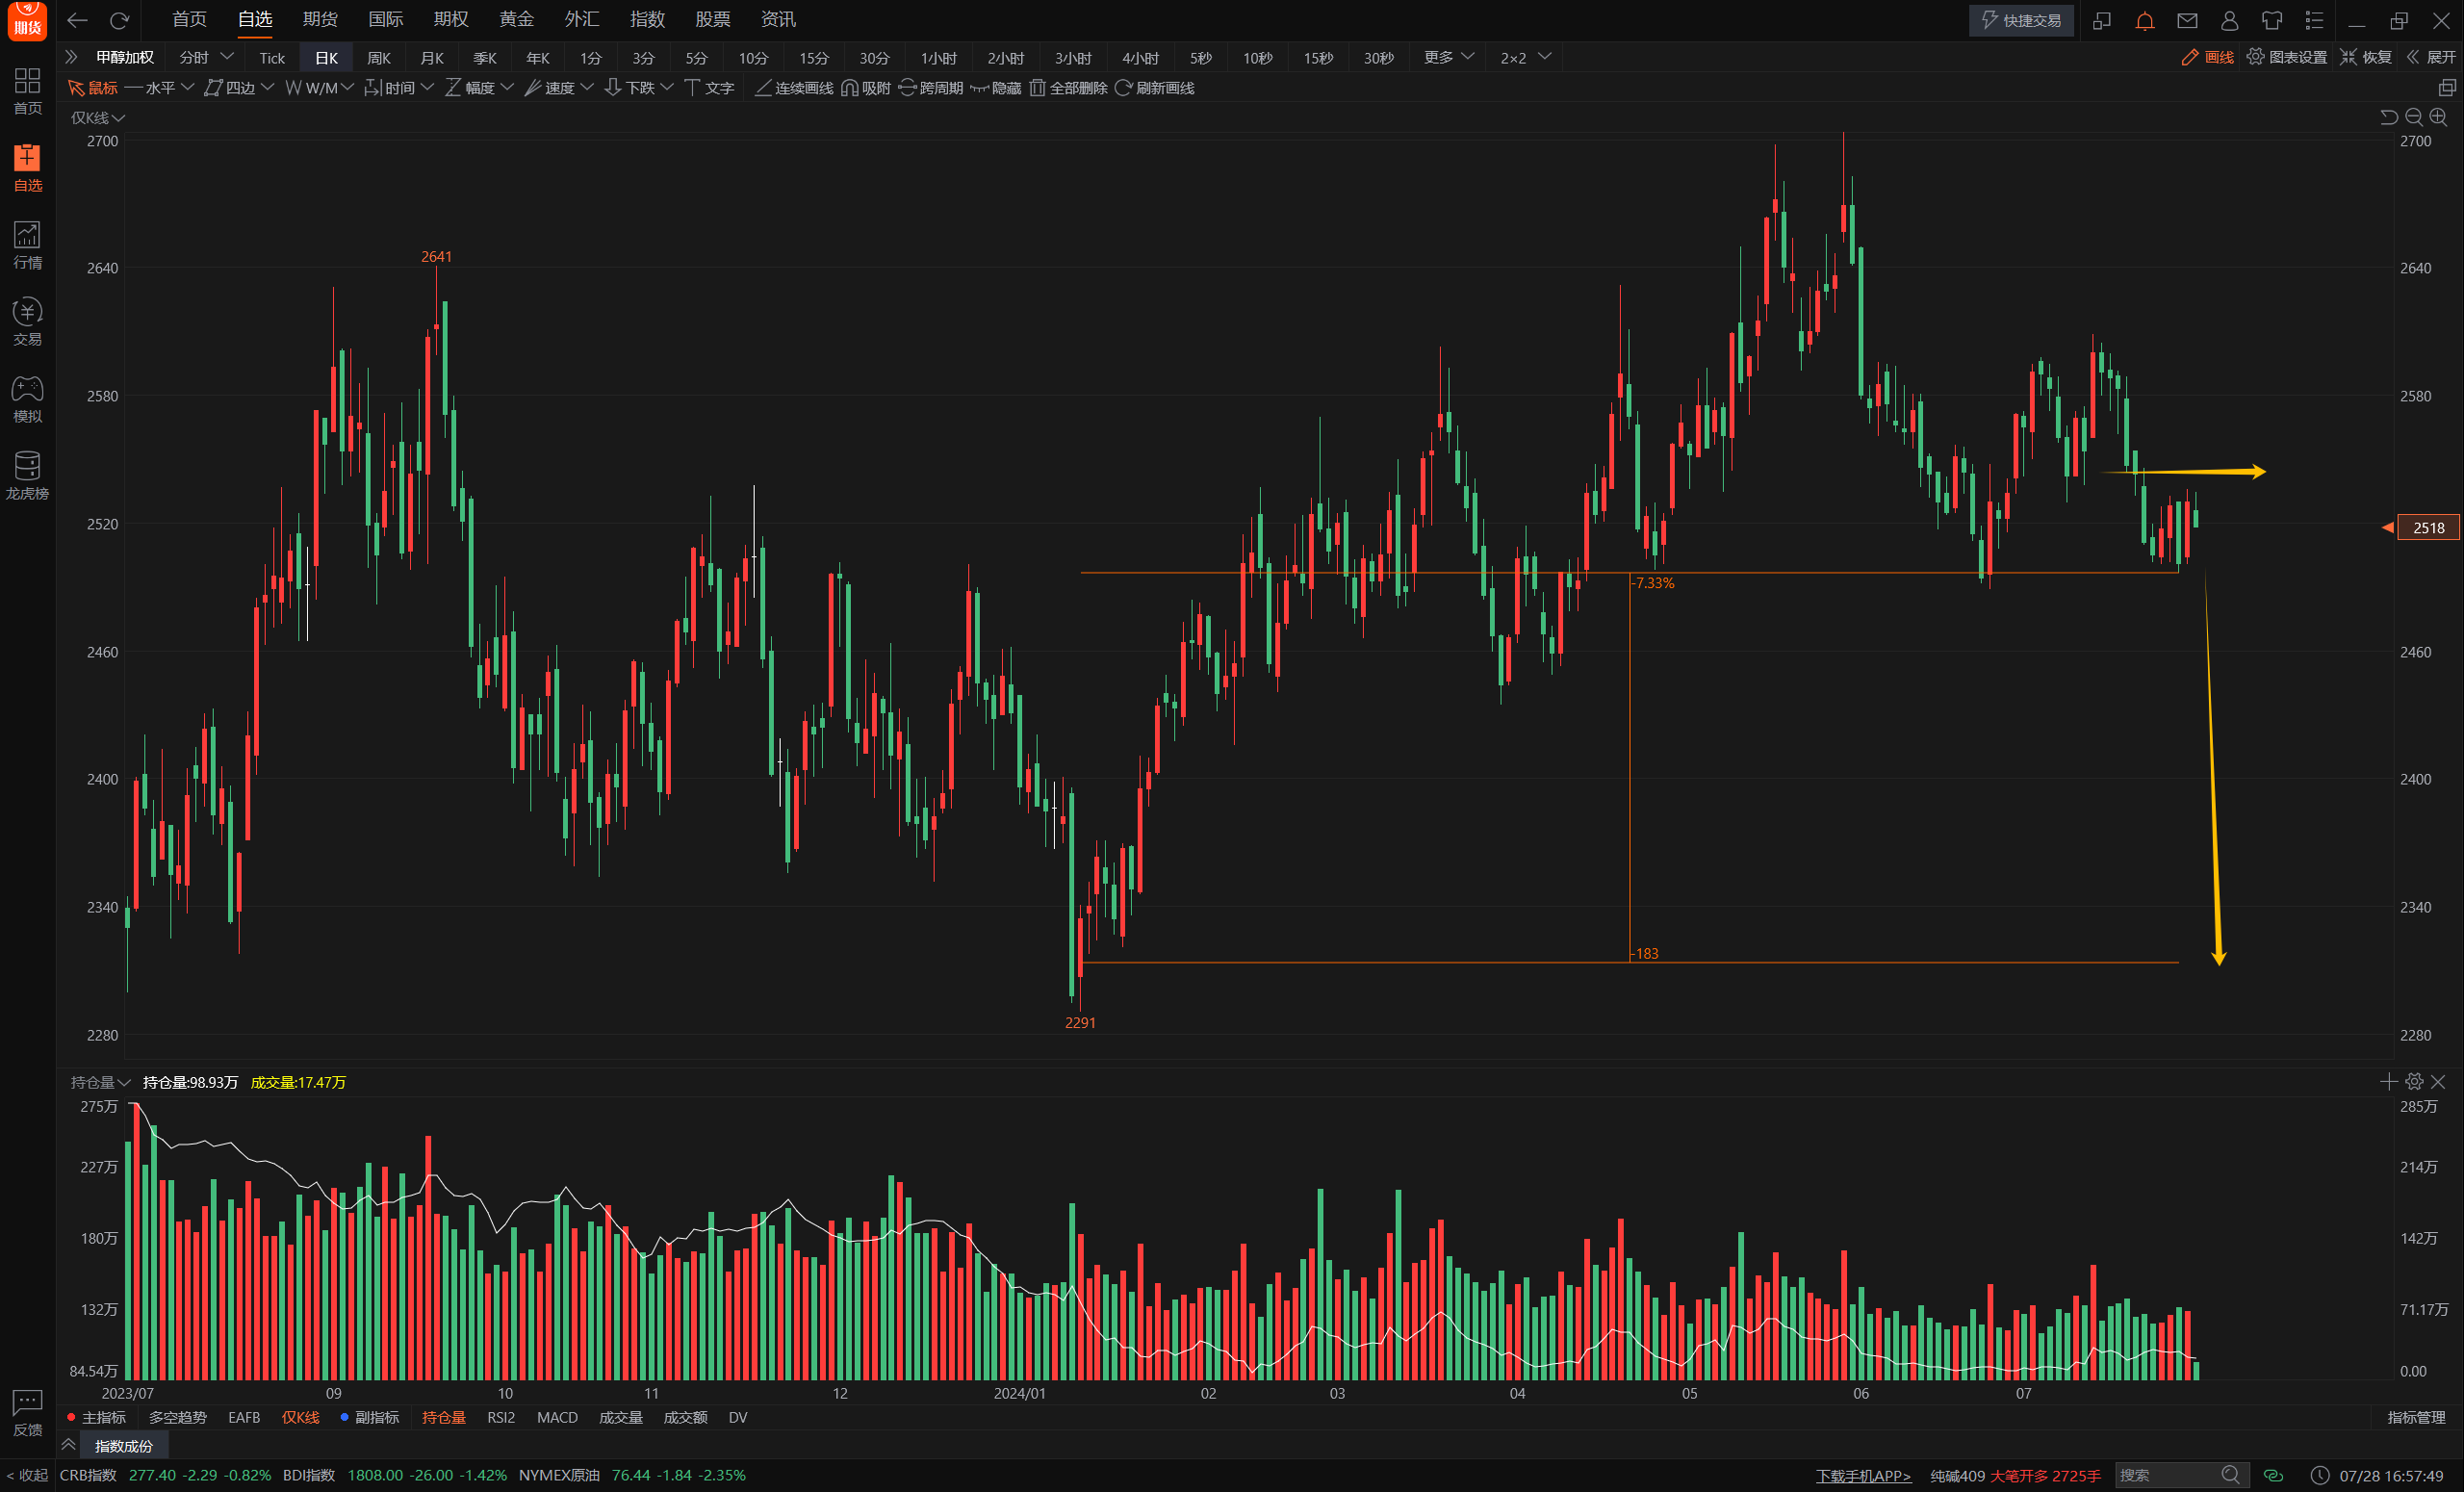 期货
首页 自选 期货 国际 期权 黄金 外汇 指数 股票 资讯
快捷交易
甲醇加权 分时 Tick 日K 周K 月K 季K 年K 1分 3分 5分 10分 15分 30分 1小时 2小时 3小时 4小时 5秒 10秒 15秒 30秒 更多 2×2
画线 图表设置 恢复 展开
鼠标 水平 四边 W/M 时间 幅度 速度 下跌 文字 连续画线 吸附 跨周期 隐藏 全部删除 刷新画线
首页
自选
行情
交易
模拟
龙虎榜
反馈
仅K线
2700 2700
2641
2640 2640
2580 2580
2520
2518
-7.33%
2460 2460
2400 2400
2340 2340
-183
2291
2280 2280
持仓量 持仓量:98.93万 成交量:17.47万
275万 285万
227万 214万
180万 142万
132万 71.17万
84.54万 0.00
2023/07 09 10 11 12 2024/01 02 03 04 05 06 07
主指标 多空趋势 EAFB 仅K线 副指标 持仓量 RSI2 MACD 成交量 成交额 DV 指标管理
指数成份
< 收起 CRB指数 277.40 -2.29 -0.82% BDI指数 1808.00 -26.00 -1.42% NYMEX原油 76.44 -1.84 -2.35%
下载手机APP> 纯碱409 大笔开多 2725手 搜索 07/28 16:57:49